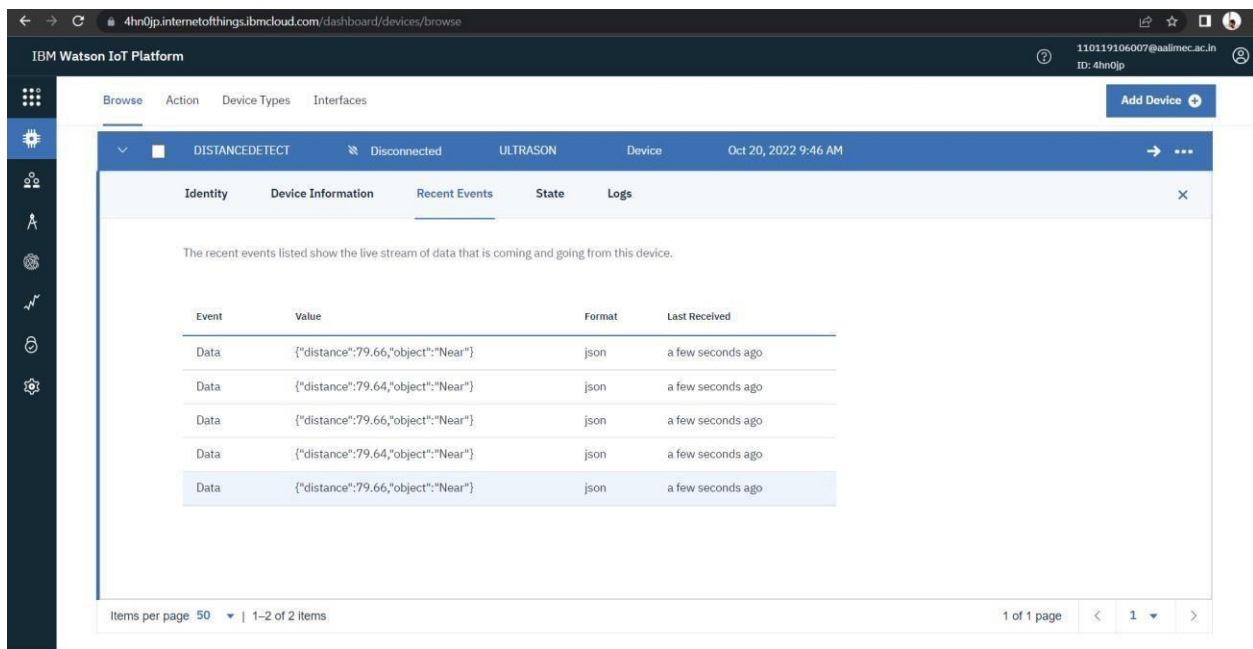 4hn0jp.internetofthings.ibmcloud.com/dashboard/devices/browse
IBM Watson IoT Platform
110119106007@aalimec.ac.in
ID: 4hn0jp
Browse Action Device Types Interfaces
Add Device
DISTANCEDETECT Disconnected ULTRASON Device Oct 20, 2022 9:46 AM
Identity Device Information Recent Events State Logs
The recent events listed show the live stream of data that is coming and going from this device.
Event Value Format Last Received
Data {"distance":79.66,"object":"Near"} json a few seconds ago
Data {"distance":79.64,"object":"Near"} json a few seconds ago
Data {"distance":79.66,"object":"Near"} json a few seconds ago
Data {"distance":79.64,"object":"Near"} json a few seconds ago
Data {"distance":79.66,"object":"Near"} json a few seconds ago
Items per page 50 | 1–2 of 2 items 1 of 1 page 1